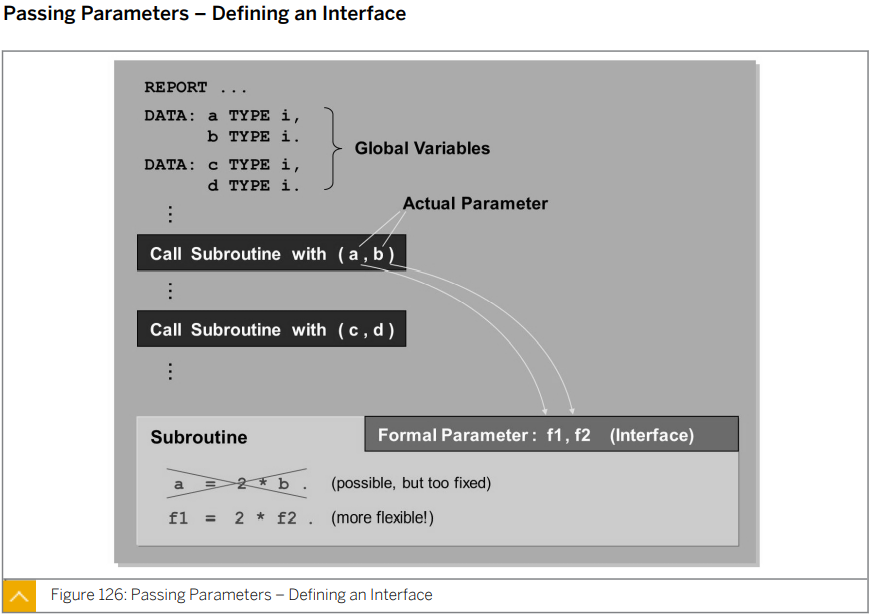 Passing Parameters – Defining an Interface
REPORT ...
DATA: a TYPE i,
b TYPE i.
DATA: c TYPE i,
d TYPE i.
Global Variables
Actual Parameter
⋮
Call Subroutine with ( a , b )
⋮
Call Subroutine with ( c , d )
⋮
Subroutine
Formal Parameter : f1, f2 (Interface)
a = 2 * b . (possible, but too fixed)
f1 = 2 * f2 . (more flexible!)
Figure 126: Passing Parameters – Defining an Interface